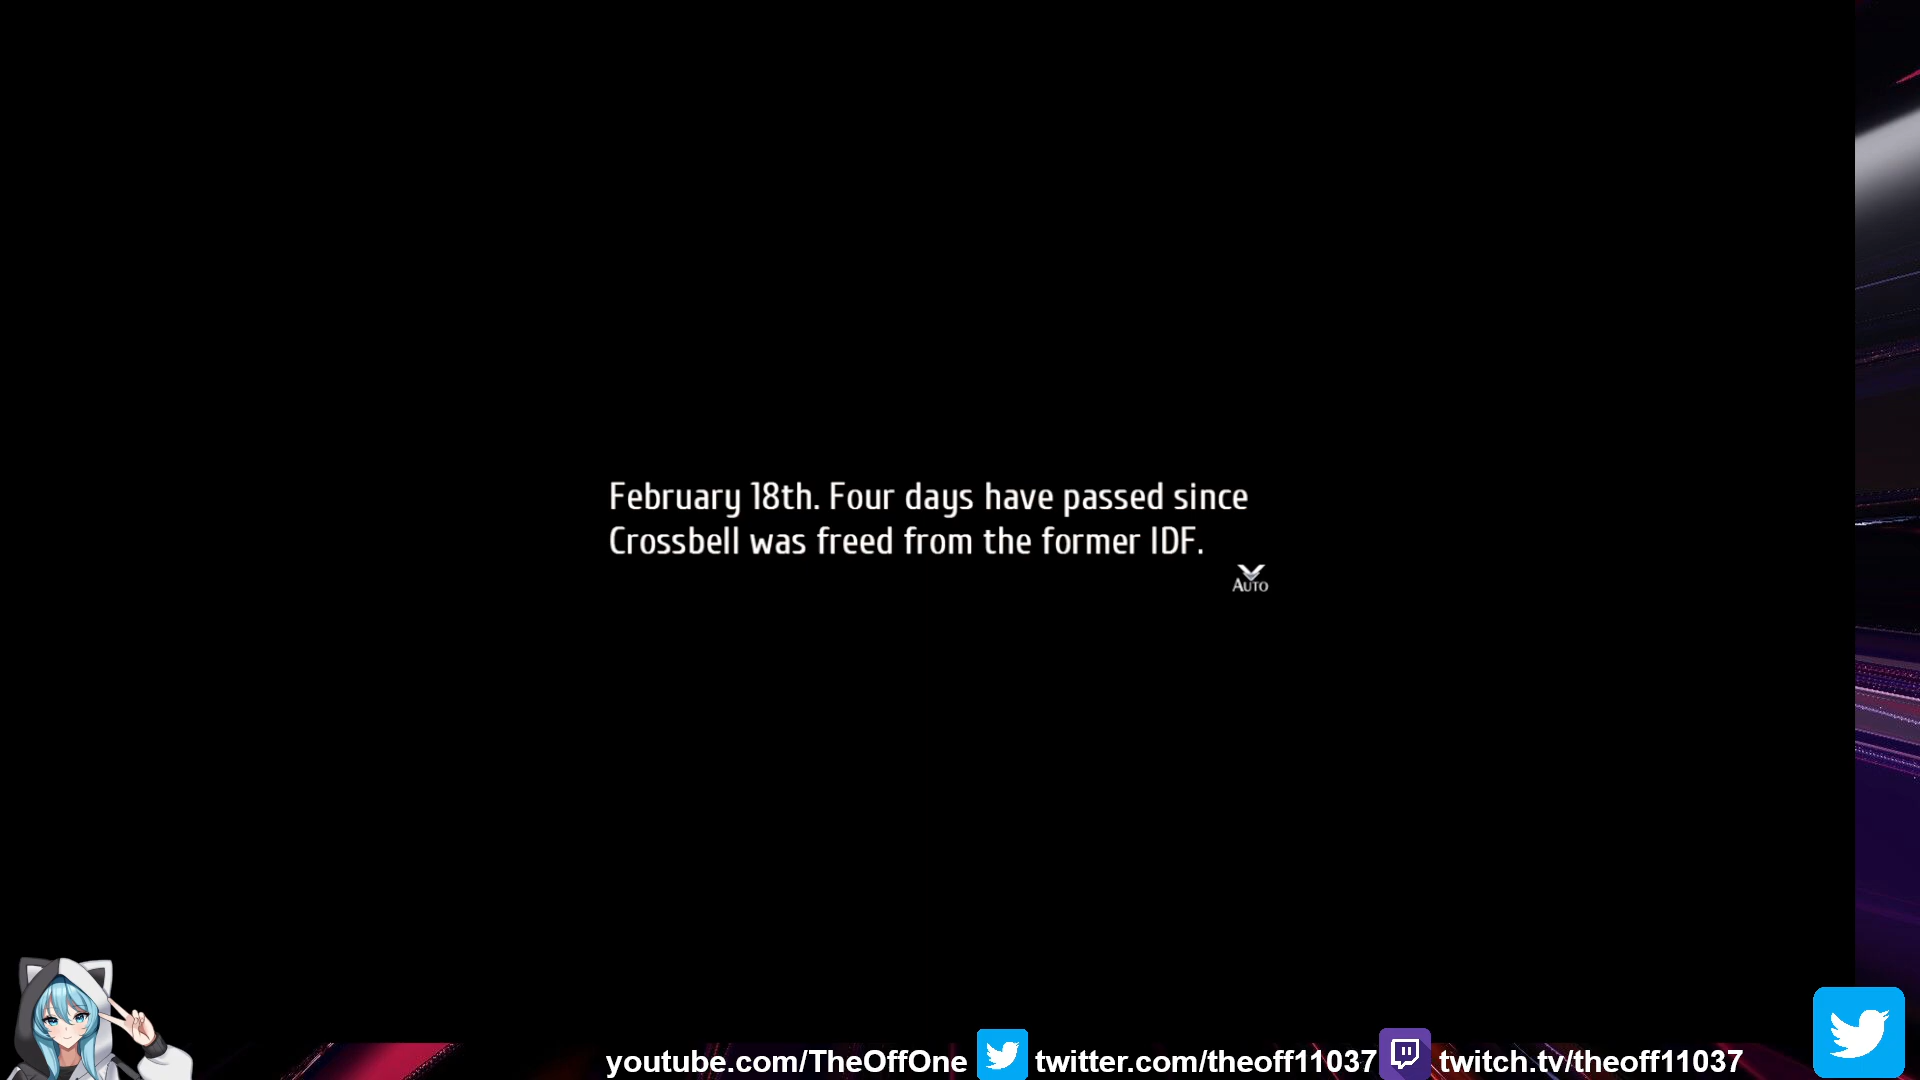 February 18th. Four days have passed since
Crossbell was freed from the former IDF.
AUTO
youtube.com/TheOffOne twitter.com/theoff11037 twitch.tv/theoff11037